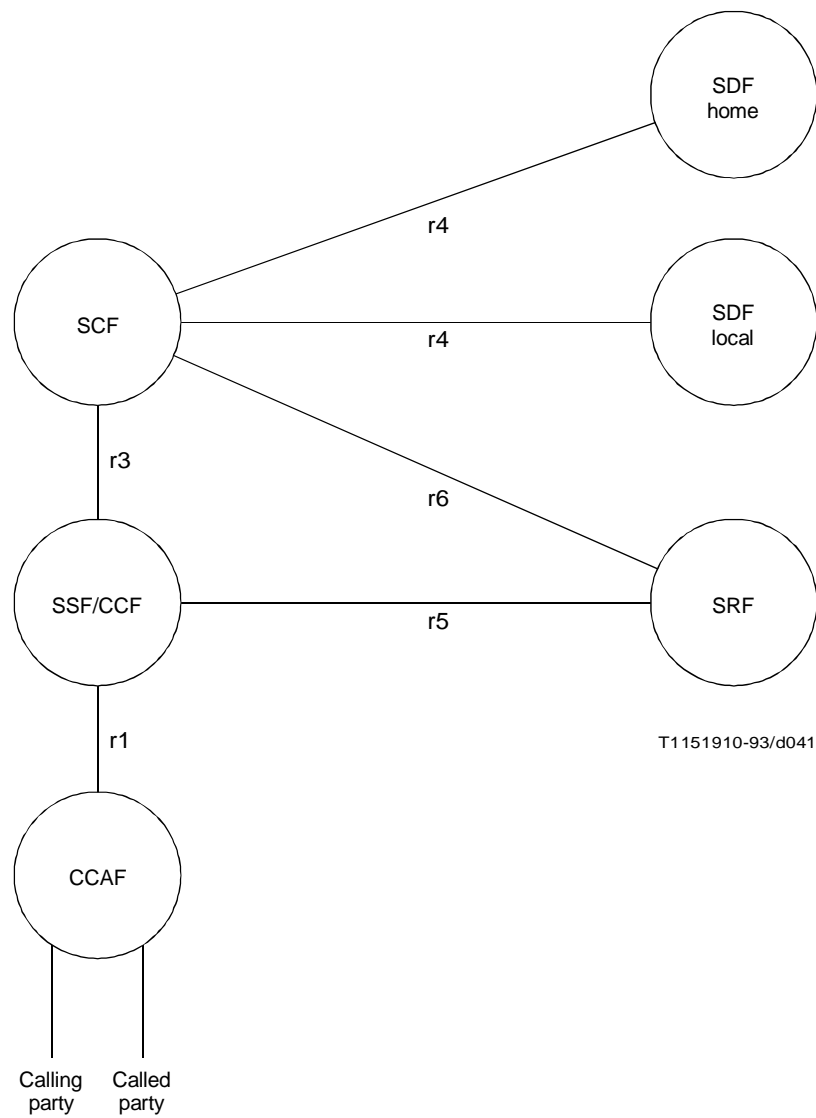 SDF
home
r4
SCF
SDF
local
r4
r3
r6
SSF/CCF
SRF
r5
r1
T1151910-93/d041
CCAF
Calling
party
Called
party